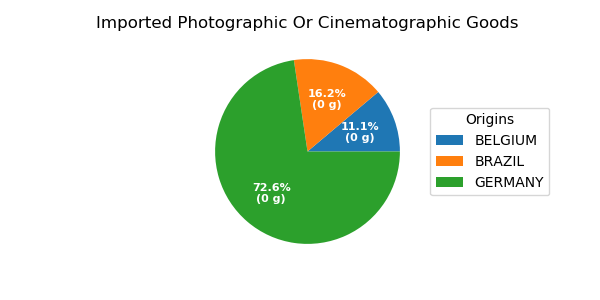 Imported Photographic Or Cinematographic Goods
16.2%
(0 g)
11.1%
(0 g)
72.6%
(0 g)
Origins
BELGIUM
BRAZIL
GERMANY